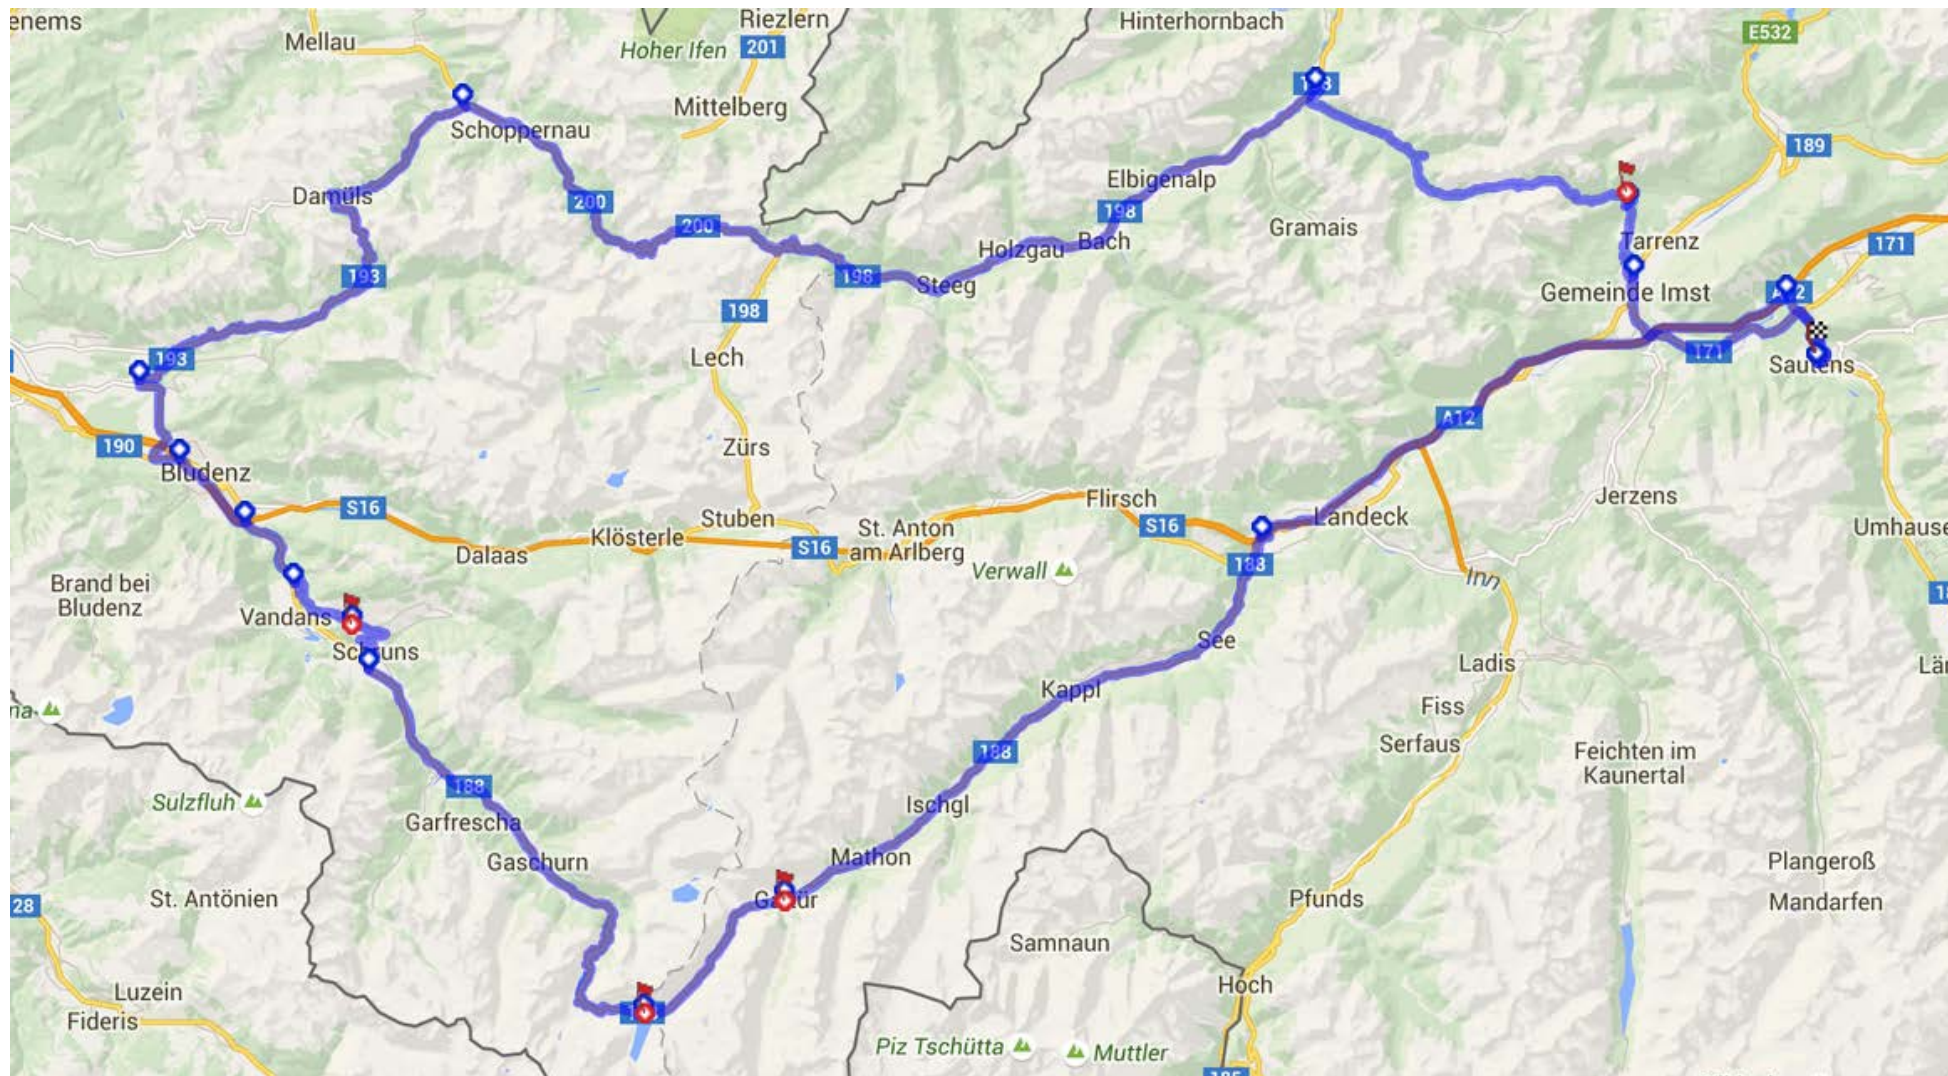 enems
Riezlern
Hinterhornbach
Mellau
Hoher Ifen
201
E532
Mittelberg
Schoppernau
189
Elbigenalp
Damüls
200
198
200
Gramais
Bach
Holzgau
Tarrenz
171
193
198
Steeg
Gemeinde Imst
198
193
Lech
171
Sautens
A12
190
Zürs
Bludenz
Flirsch
Jerzens
S16
Stuben
S16
Landeck
Klösterle
St. Anton
am Arlberg
Umhause
S16
Dalaas
Verwall
188
Inn
Brand bei
Bludenz
Vandans
See
Schruns
Ladis
Kappl
Fiss
na
Serfaus
188
Feichten im
Kaunertal
188
Sulzfluh
Ischgl
Garfrescha
Gaschurn
Mathon
Plangeroß
St. Antönien
Galtür
Pfunds
Mandarfen
28
Samnaun
Hoch
Luzein
Fideris
Piz Tschütta
Muttler
185